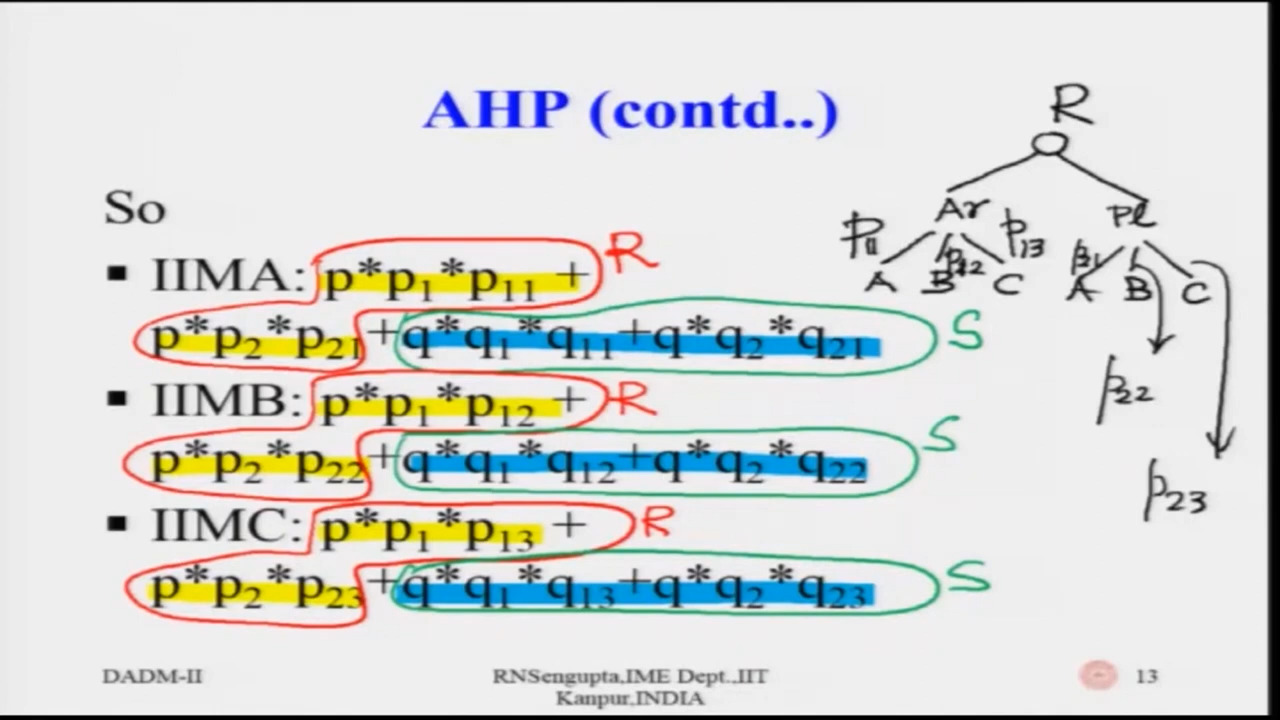 AHP (contd..)
R
So
Ar
Pl
p11
p12
p13
p21
A B C
A B C
▪ IIMA: p*p₁*p₁₁ + R
p*p₂*p₂₁ +q*q₁*q₁₁+q*q₂*q₂₁ S
p22
▪ IIMB: p*p₁*p₁₂ + R
p*p₂*p₂₂ +q*q₁*q₁₂+q*q₂*q₂₂ S
p23
▪ IIMC: p*p₁*p₁₃ + R
p*p₂*p₂₃ +q*q₁*q₁₃+q*q₂*q₂₃ S
DADM-II
RNSengupta,IME Dept.,IIT
Kanpur,INDIA
13